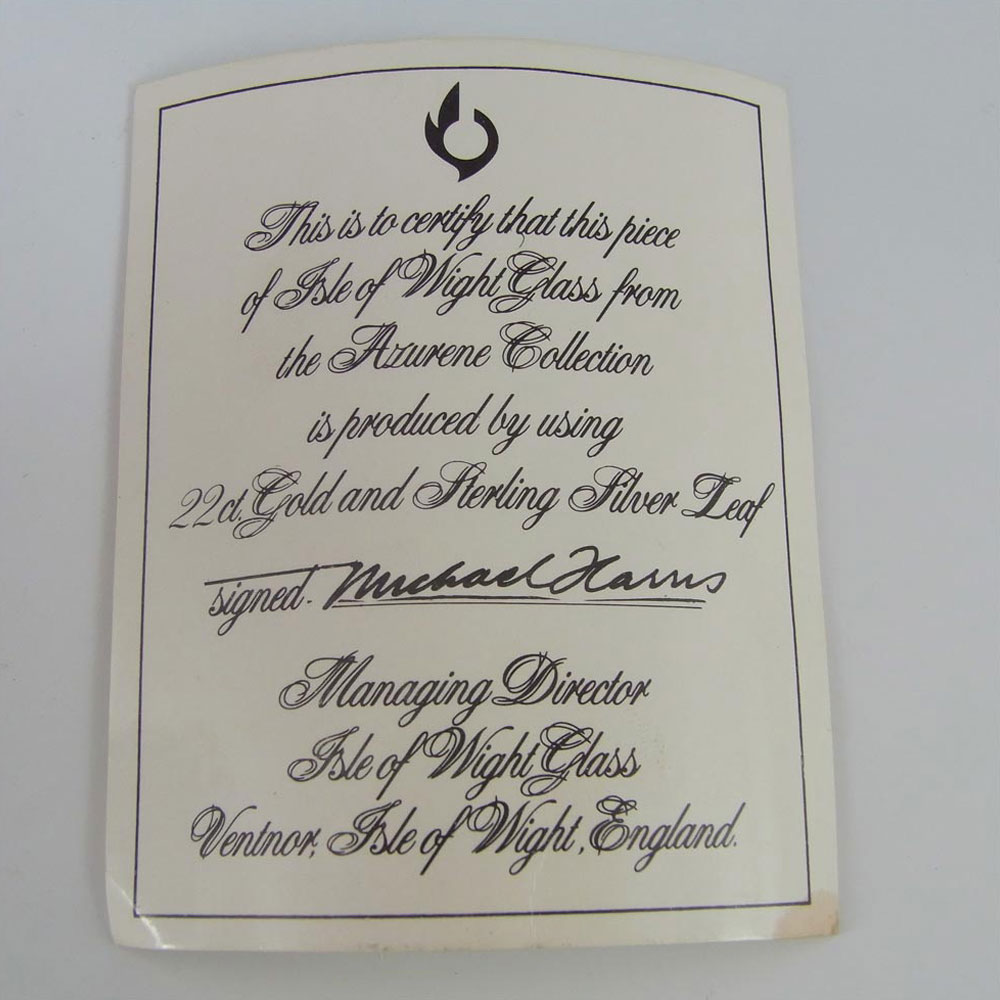 This is to certify that this piece
of Isle of Wight Glass from
the Azurene Collection
is produced by using
22ct. Gold and Sterling Silver Leaf
signed. Michael Harris
Managing Director
Isle of Wight Glass
Ventnor, Isle of Wight, England.